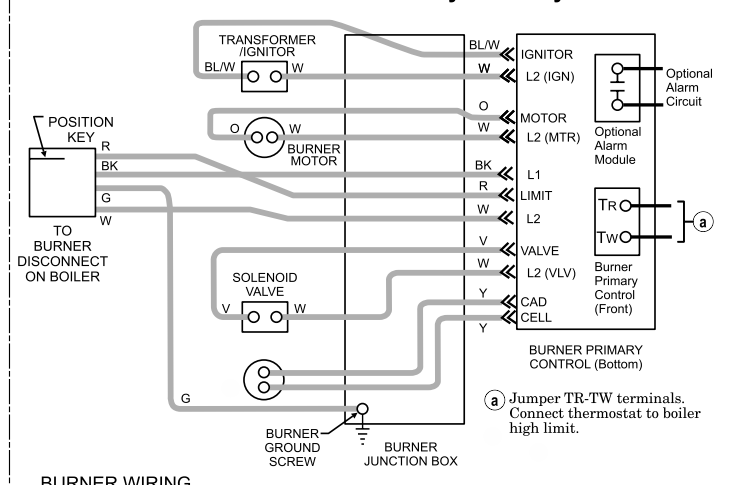 TRANSFORMER
/IGNITOR
BL/W
W
BL/W
IGNITOR
W
L2 (IGN)
Optional
Alarm
Circuit
O
MOTOR
Optional
Alarm
Module
POSITION
KEY
O
W
BURNER
MOTOR
W
L2 (MTR)
R
BK
G
W
BK
L1
R
LIMIT
W
L2
TR
TW
a
TO
BURNER
DISCONNECT
ON BOILER
V
VALVE
W
L2 (VLV)
Burner
Primary
Control
(Front)
SOLENOID
VALVE
V
W
Y
CAD
CELL
Y
BURNER PRIMARY
CONTROL (Bottom)
G
a Jumper TR-TW terminals.
Connect thermostat to boiler
high limit.
BURNER
GROUND
SCREW
BURNER
JUNCTION BOX
BURNER WIRING